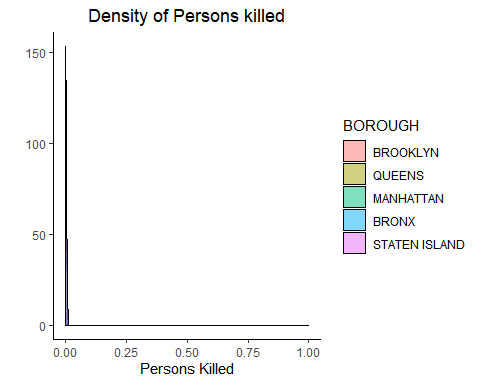 Density of Persons killed
150
100
50
0
0.00 0.25 0.50 0.75 1.00
Persons Killed
BOROUGH
BROOKLYN
QUEENS
MANHATTAN
BRONX
STATEN ISLAND